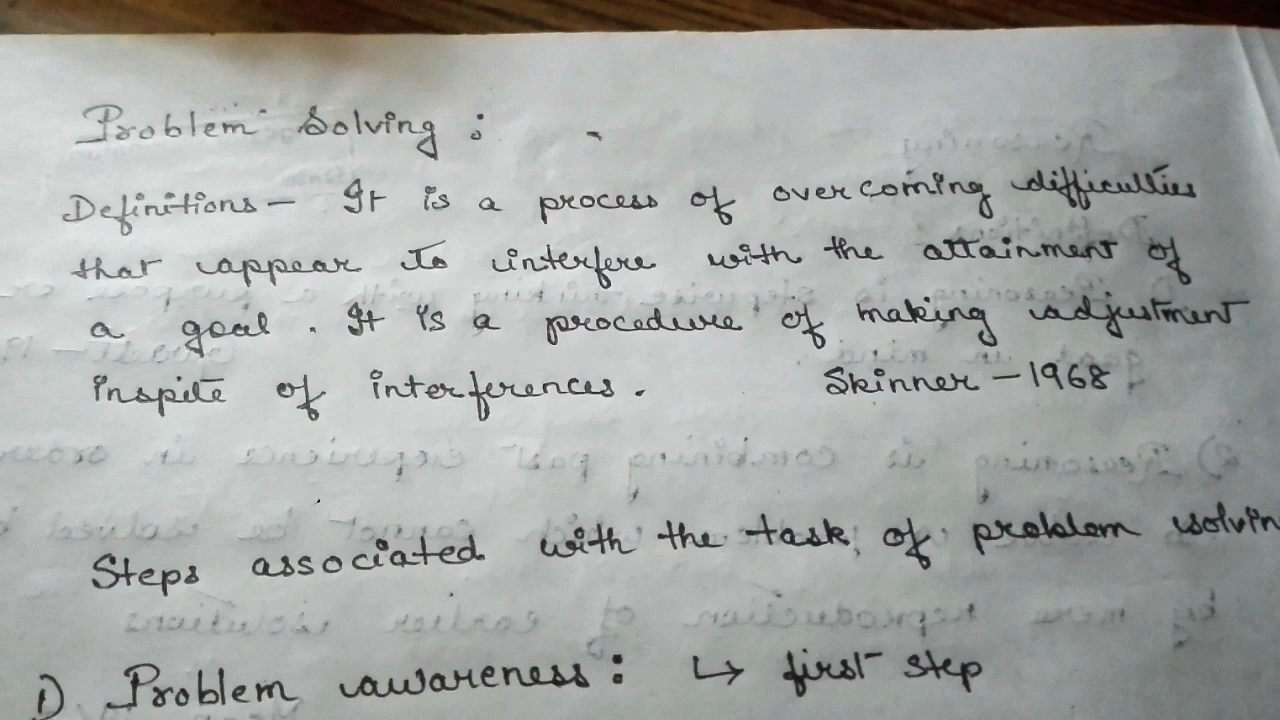 Problem Solving :
Definitions - It is a process of overcoming difficulties
that appear to interfere with the attainment of
a goal. It is a procedure of making adjustment
inspite of interferences. Skinner - 1968
Steps associated with the task of problem solvin
1) Problem awareness : ↳ first step